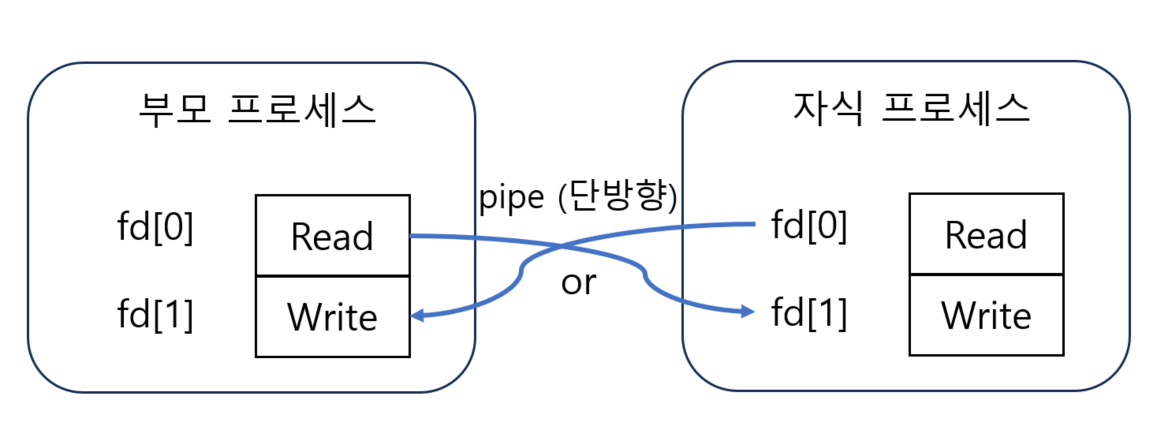 부모 프로세스
자식 프로세스
pipe (단방향)
or
fd[0]
Read
fd[1]
Write
fd[0]
Read
fd[1]
Write